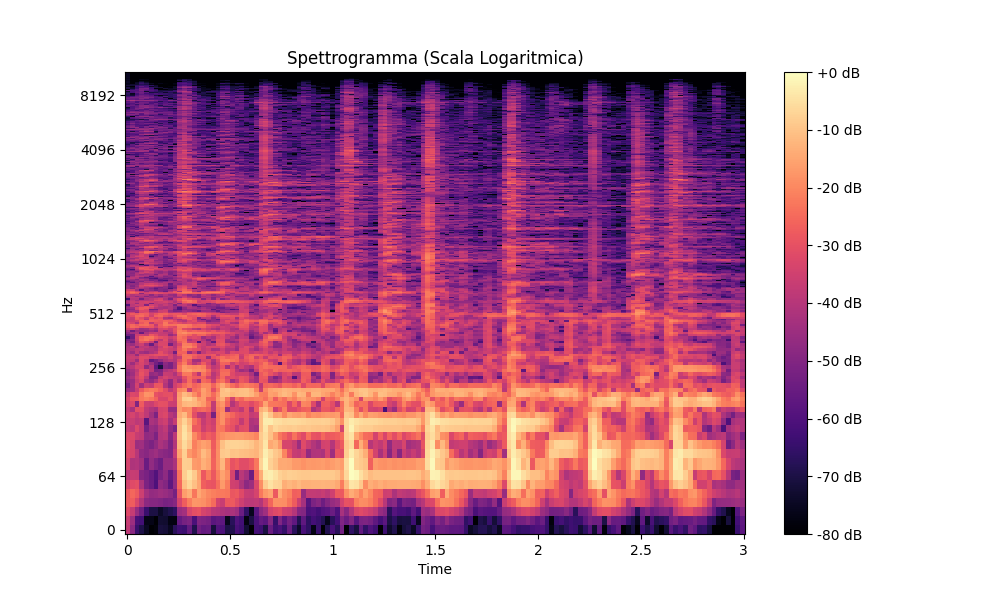 Spettrogramma (Scala Logaritmica)
Hz
8192
4096
2048
1024
512
256
128
64
0
0
0.5
1
1.5
2
2.5
3
Time
+0 dB
-10 dB
-20 dB
-30 dB
-40 dB
-50 dB
-60 dB
-70 dB
-80 dB